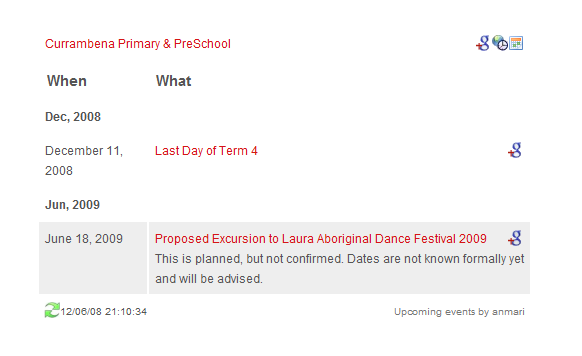 Currambena Primary & PreSchool
When What
Dec, 2008
December 11, Last Day of Term 4
2008
Jun, 2009
June 18, 2009 Proposed Excursion to Laura Aboriginal Dance Festival 2009
This is planned, but not confirmed. Dates are not known formally yet
and will be advised.
12/06/08 21:10:34 Upcoming events by anmari